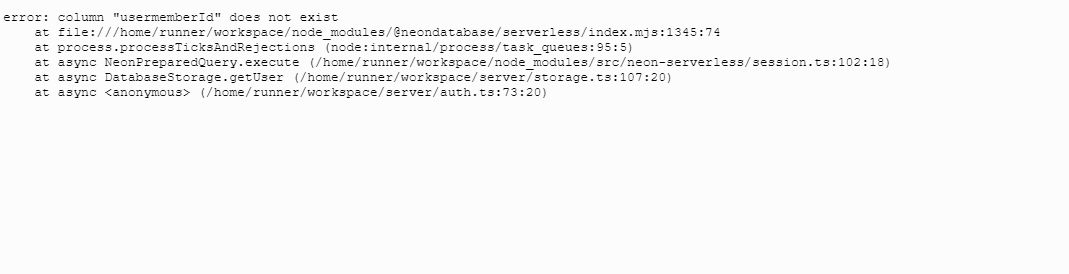 error: column "usermemberId" does not exist
at file:///home/runner/workspace/node_modules/@neondatabase/serverless/index.mjs:1345:74
at process.processTicksAndRejections (node:internal/process/task_queues:95:5)
at async NeonPreparedQuery.execute (/home/runner/workspace/node_modules/src/neon-serverless/session.ts:102:18)
at async DatabaseStorage.getUser (/home/runner/workspace/server/storage.ts:107:20)
at async <anonymous> (/home/runner/workspace/server/auth.ts:73:20)